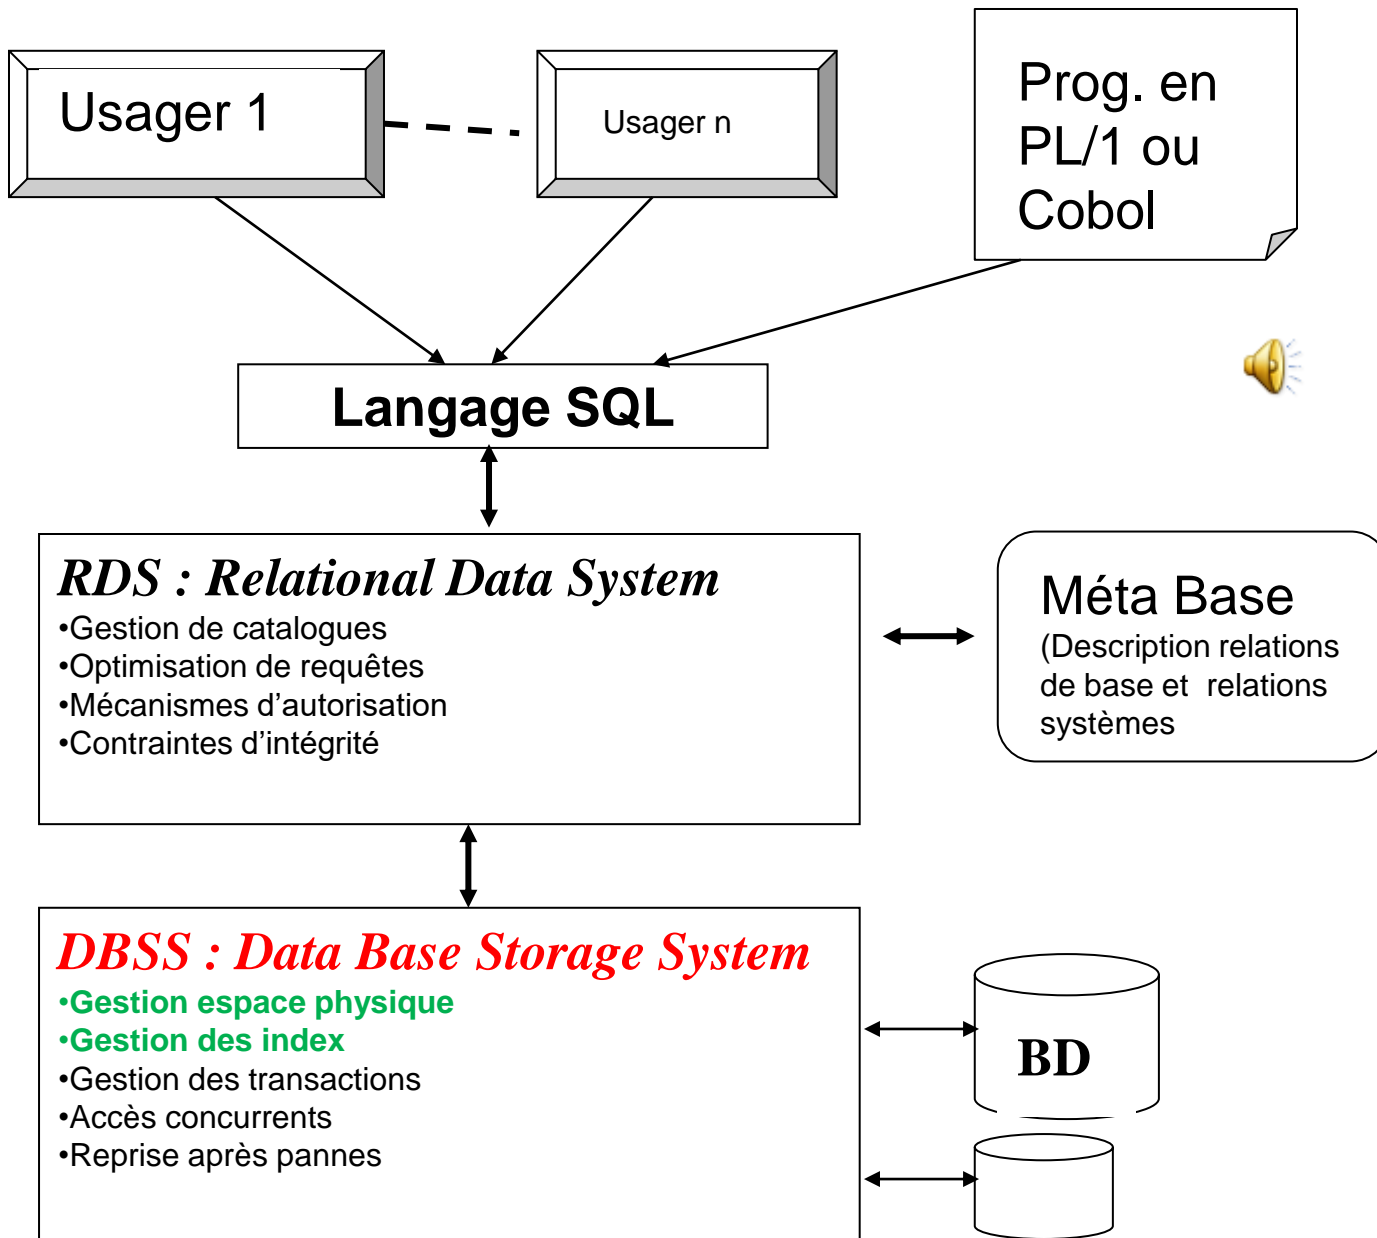 Usager 1
Usager n
Prog. en
PL/1 ou
Cobol
Langage SQL
RDS : Relational Data System
•Gestion de catalogues
•Optimisation de requêtes
•Mécanismes d’autorisation
•Contraintes d’intégrité
Méta Base
(Description relations
de base et relations
systèmes
DBSS : Data Base Storage System
•Gestion espace physique
•Gestion des index
•Gestion des transactions
•Accès concurrents
•Reprise après pannes
BD